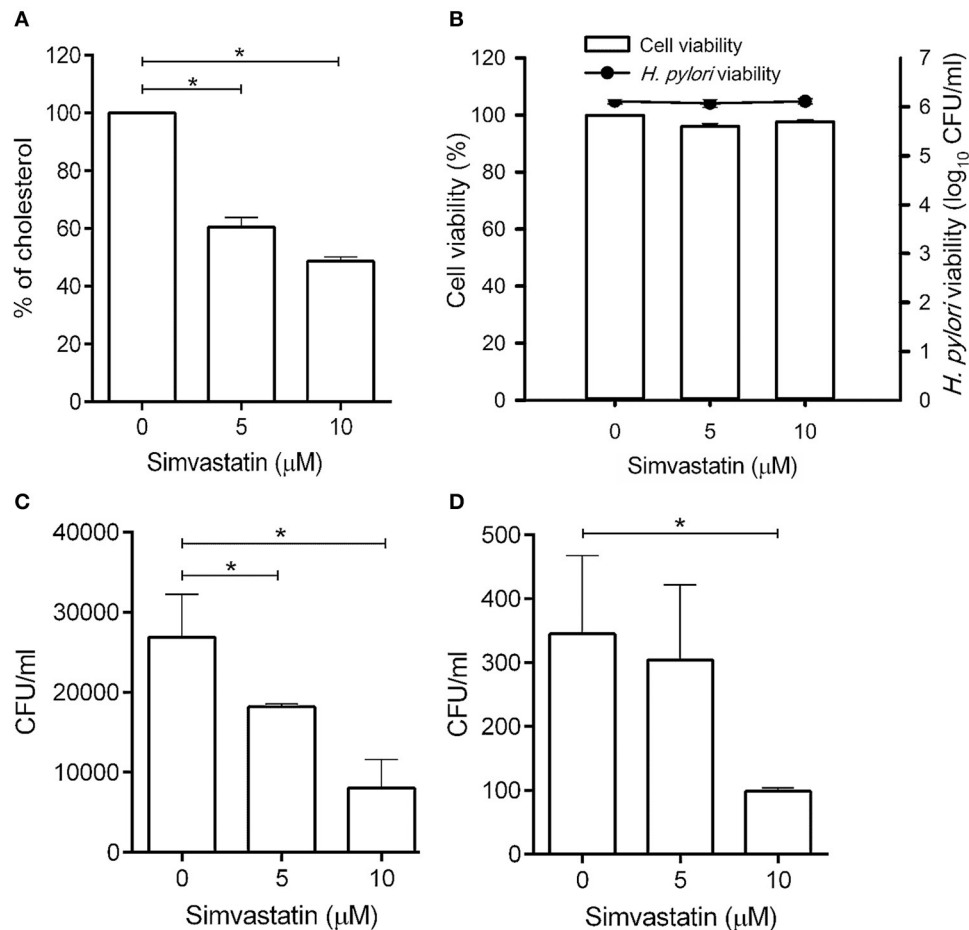 A
120
100
80
60
40
20
0
% of cholesterol
*
*
0 5 10
Simvastatin (μM)
B
Cell viability
H. pylori viability
120
100
80
60
40
20
0
Cell viability (%)
7
6
5
4
3
2
1
0
H. pylori viability (log10 CFU/ml)
0 5 10
Simvastatin (μM)
C
40000
30000
20000
10000
0
CFU/ml
*
*
0 5 10
Simvastatin (μM)
D
500
400
300
200
100
0
CFU/ml
*
0 5 10
Simvastatin (μM)